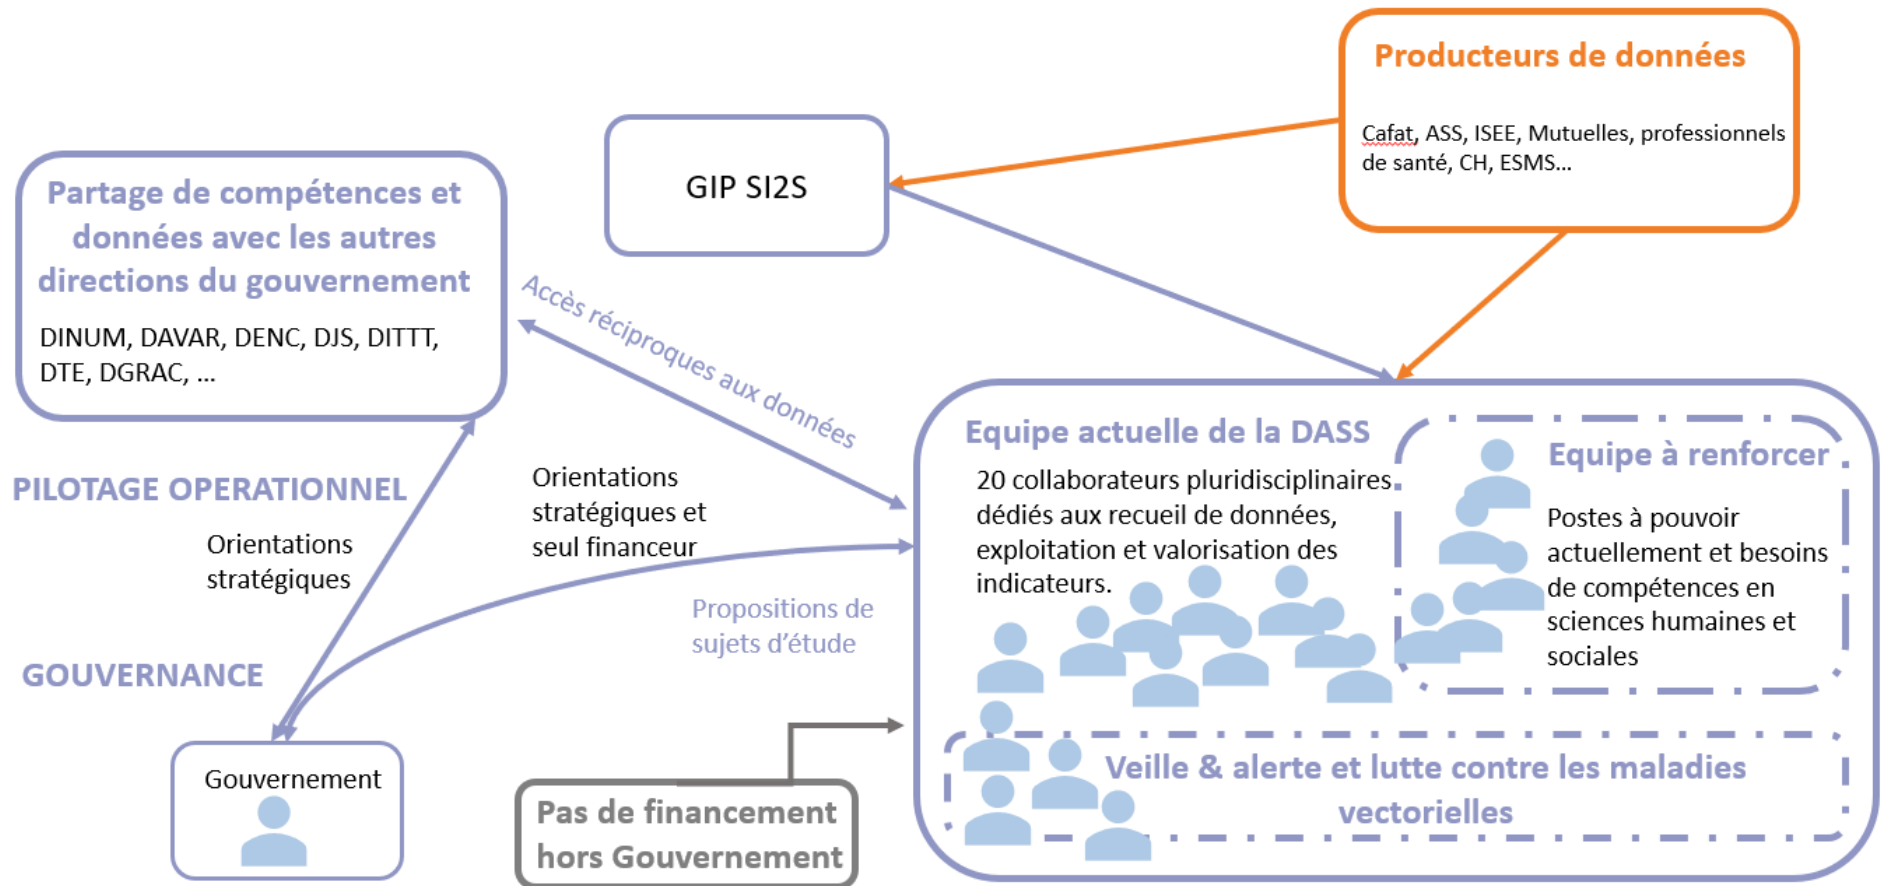 Producteurs de données
Cafat, ASS, ISEE, Mutuelles, professionnels
de santé, CH, ESMS...
GIP SI2S
Partage de compétences et
données avec les autres
directions du gouvernement
DINUM, DAVAR, DENC, DJS, DITTT,
DTE, DGRAC, ...
Accès réciproques aux données
PILOTAGE OPERATIONNEL
Orientations
stratégiques
Orientations
stratégiques et
seul financeur
Propositions de
sujets d’étude
GOUVERNANCE
Gouvernement
Pas de financement
hors Gouvernement
Equipe actuelle de la DASS
20 collaborateurs pluridisciplinaires
dédiés aux recueil de données,
exploitation et valorisation des
indicateurs.
Equipe à renforcer
Postes à pouvoir
actuellement et besoins
de compétences en
sciences humaines et
sociales
Veille & alerte et lutte contre les maladies
vectorielles